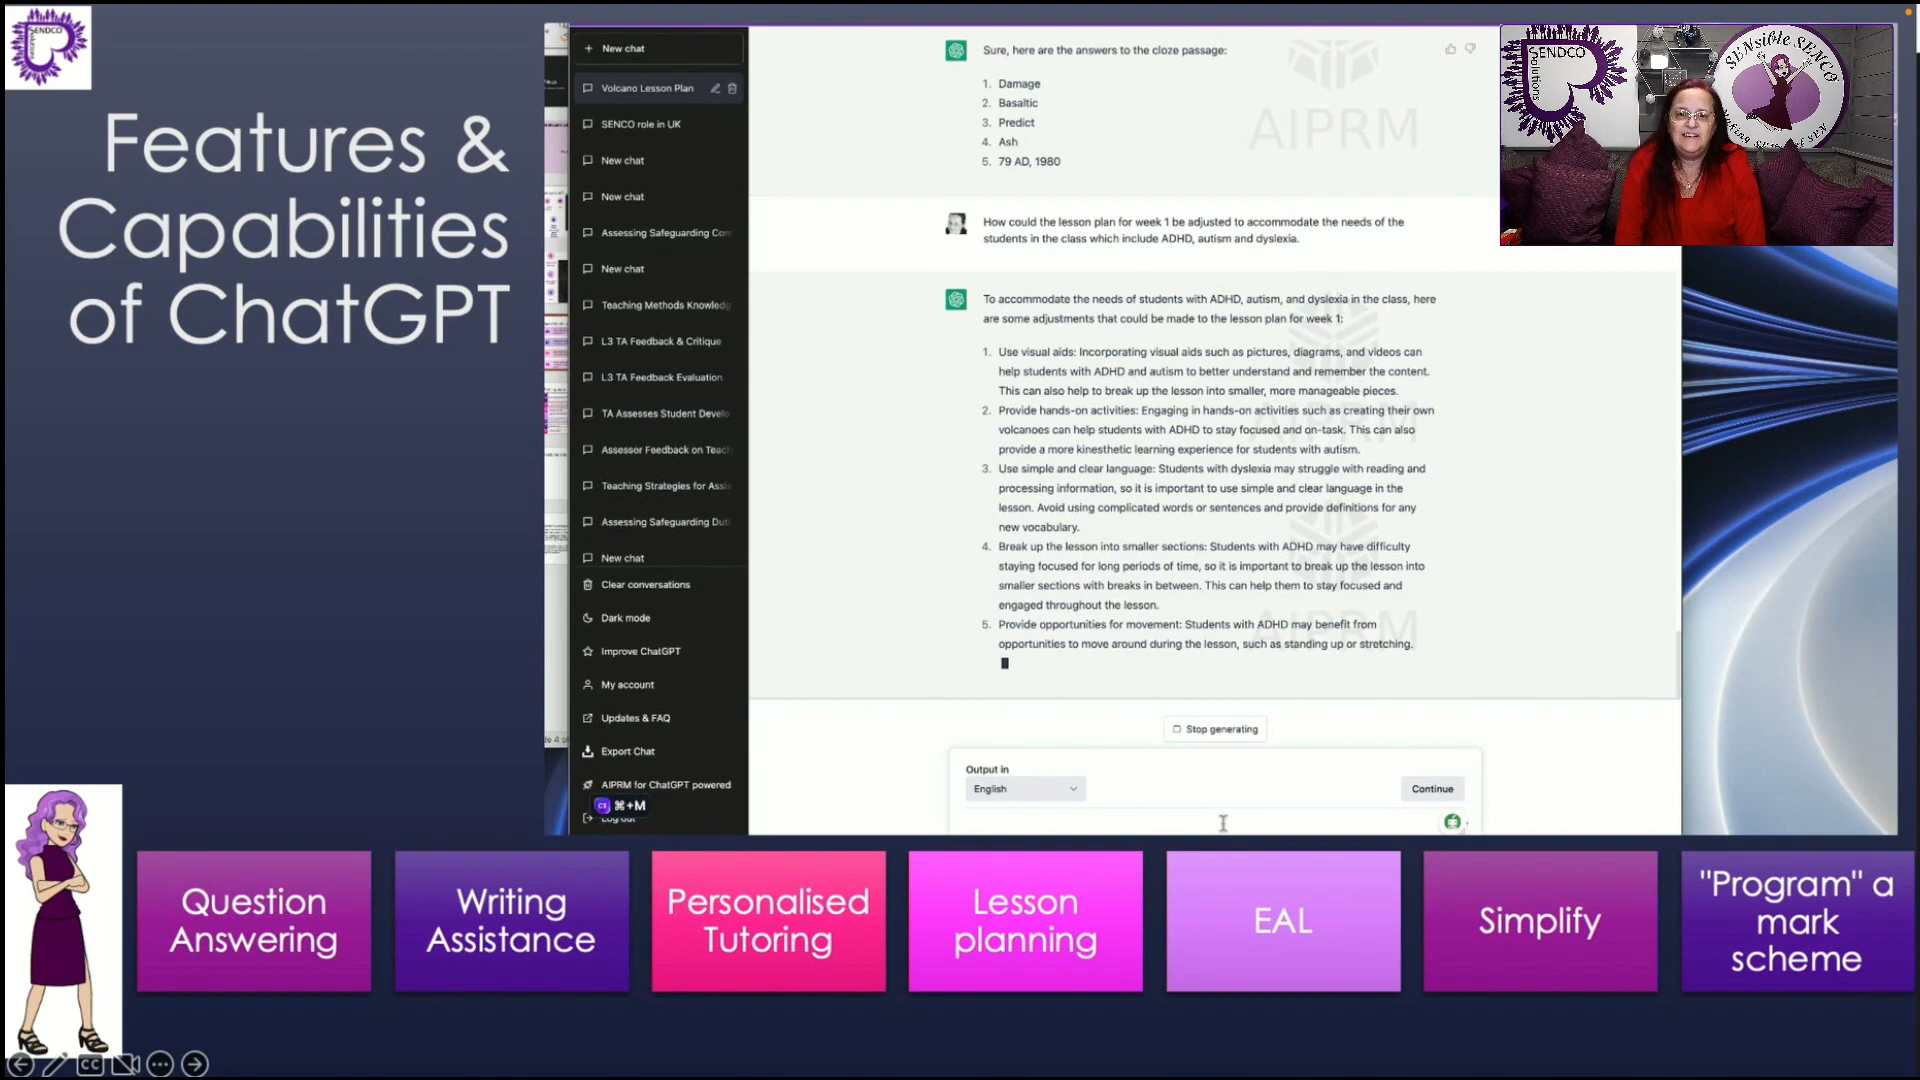 SENDCO
Solutions
Features &
Capabilities
of ChatGPT
New chat
Volcano Lesson Plan
SENCO role in UK
New chat
New chat
Assessing Safeguarding Com
New chat
Teaching Methods Knowledg
L3 TA Feedback & Critique
L3 TA Feedback Evaluation
TA Assesses Student Develo
Assessor Feedback on Teach
Teaching Strategies for Assis
Assessing Safeguarding Duti
New chat
Clear conversations
Dark mode
Improve ChatGPT
My account
Updates & FAQ
Export Chat
AIPRM for ChatGPT powered
CS ⌘+M
Log out
Sure, here are the answers to the cloze passage:
1. Damage
2. Basaltic
3. Predict
4. Ash
5. 79 AD, 1980
AIPRM
How could the lesson plan for week 1 be adjusted to accommodate the needs of the
students in the class which include ADHD, autism and dyslexia.
To accommodate the needs of students with ADHD, autism, and dyslexia in the class, here
are some adjustments that could be made to the lesson plan for week 1:
1. Use visual aids: Incorporating visual aids such as pictures, diagrams, and videos can
help students with ADHD and autism to better understand and remember the content.
This can also help to break up the lesson into smaller, more manageable pieces.
2. Provide hands-on activities: Engaging in hands-on activities such as creating their own
volcanoes can help students with ADHD to stay focused and on-task. This can also
provide a more kinesthetic learning experience for students with autism.
3. Use simple and clear language: Students with dyslexia may struggle with reading and
processing information, so it is important to use simple and clear language in the
lesson. Avoid using complicated words or sentences and provide definitions for any
new vocabulary.
4. Break up the lesson into smaller sections: Students with ADHD may have difficulty
staying focused for long periods of time, so it is important to break up the lesson into
smaller sections with breaks in between. This can help them to stay focused and
engaged throughout the lesson.
5. Provide opportunities for movement: Students with ADHD may benefit from
opportunities to move around during the lesson, such as standing up or stretching.
AIPRM
AIPRM
Stop generating
Output in
English
Continue
SENDCO
Solutions
SENsible SENCO
Making SENse of SEN
Question
Answering
Writing
Assistance
Personalised
Tutoring
Lesson
planning
EAL
Simplify
"Program" a
mark
scheme
CC